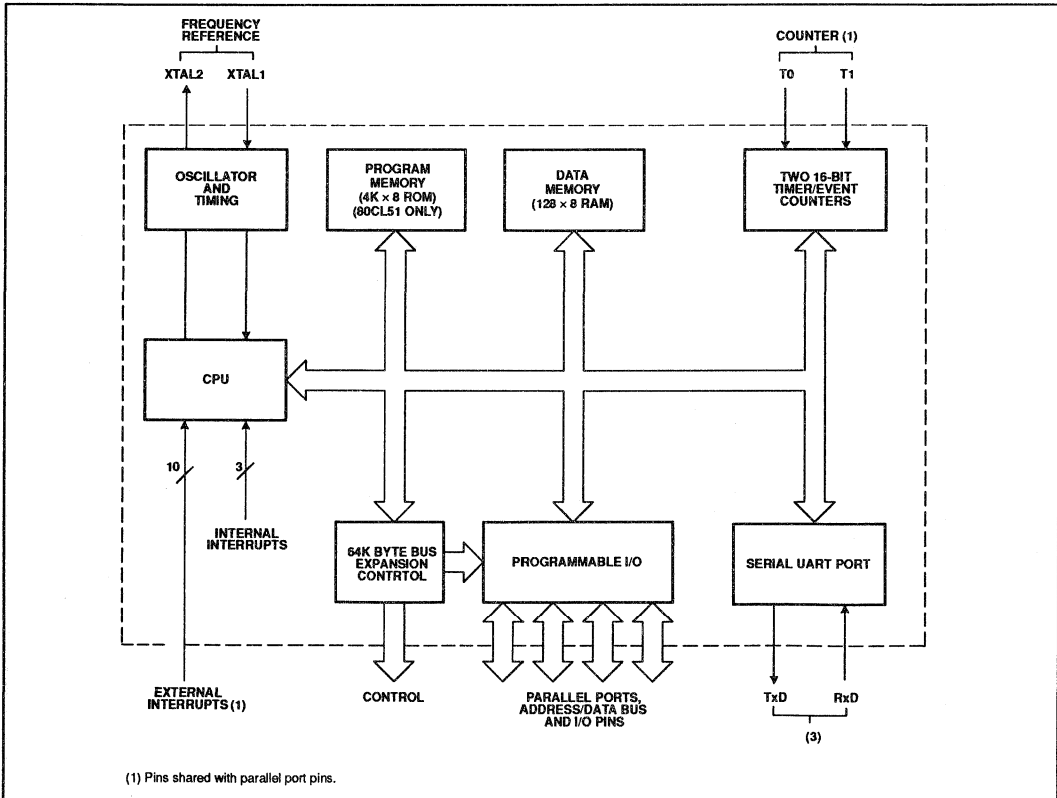 FREQUENCY
REFERENCE
XTAL2 XTAL1
COUNTER (1)
T0 T1
OSCILLATOR
AND
TIMING
PROGRAM
MEMORY
(4K × 8 ROM)
(80CL51 ONLY)
DATA
MEMORY
(128 × 8 RAM)
TWO 16-BIT
TIMER/EVENT
COUNTERS
CPU
10
3
INTERNAL
INTERRUPTS
64K BYTE BUS
EXPANSION
CONTRTOL
PROGRAMMABLE I/O
SERIAL UART PORT
EXTERNAL
INTERRUPTS (1)
CONTROL
PARALLEL PORTS,
ADDRESS/DATA BUS
AND I/O PINS
TxD RxD
(3)
(1) Pins shared with parallel port pins.